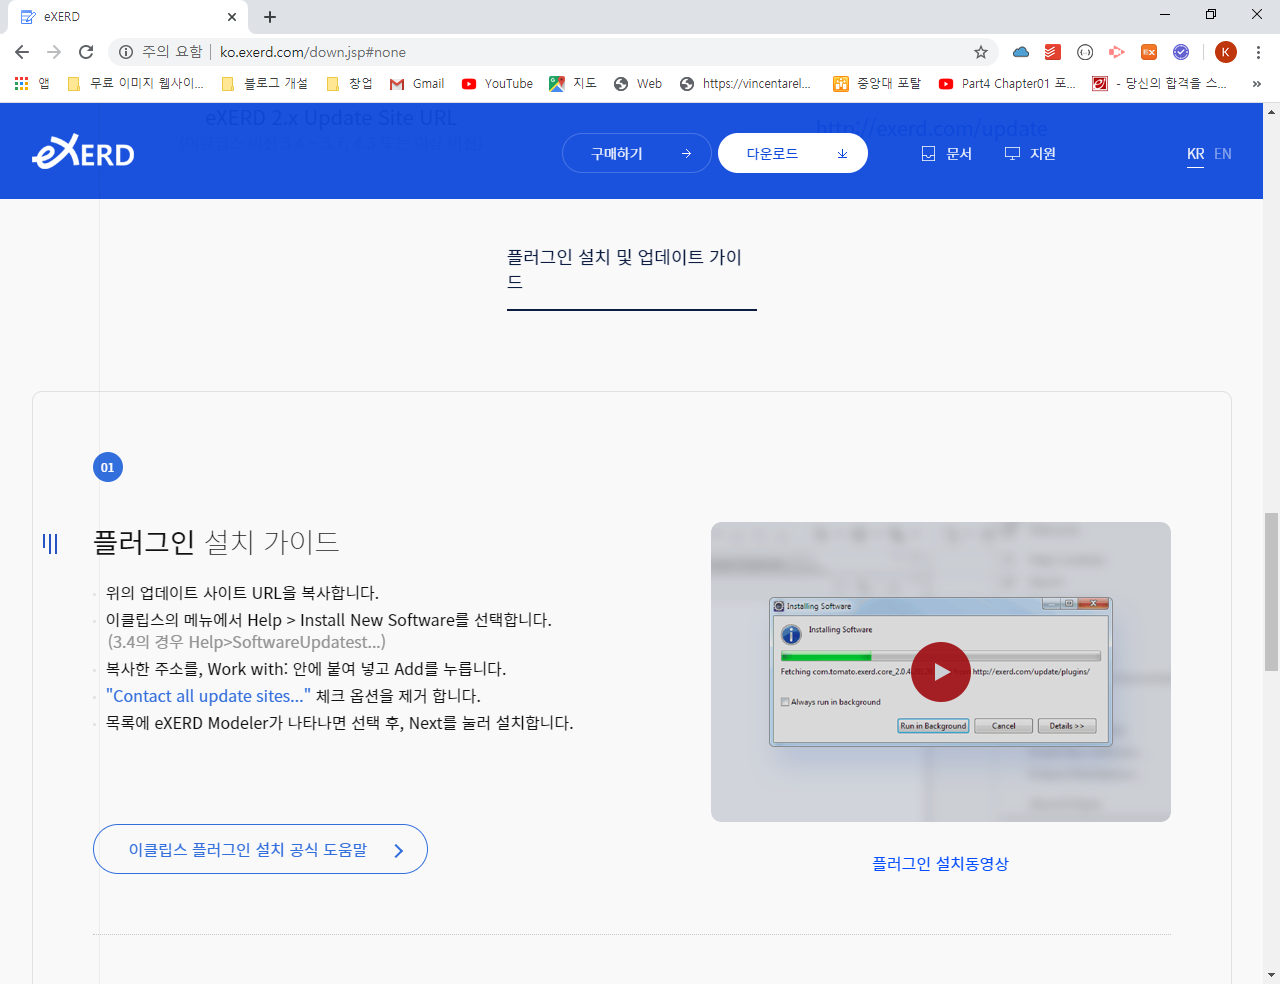 eXERD
주의 요함
ko.exerd.com/down.jsp#none
K
앱
무료 이미지 웹사이...
블로그 개설
창업
Gmail
YouTube
지도
Web
https://vincentarel...
중앙대 포탈
Part4 Chapter01 포...
- 당신의 합격을 스...
»
eXERD 2.x Update Site URL
http://exerd.com/update
eXERD
구매하기
다운로드
문서
지원
KR EN
플러그인 설치 및 업데이트 가이
드
01
플러그인 설치 가이드
위의 업데이트 사이트 URL을 복사합니다.
이클립스의 메뉴에서 Help > Install New Software를 선택합니다.
(3.4의 경우 Help>SoftwareUpdatest...)
복사한 주소를, Work with: 안에 붙여 넣고 Add를 누릅니다.
"Contact all update sites..." 체크 옵션을 제거 합니다.
목록에 eXERD Modeler가 나타나면 선택 후, Next를 눌러 설치합니다.
이클립스 플러그인 설치 공식 도움말
Installing Software
Installing Software
Fetching com.tomato.exerd.core_2.0.4 http://exerd.com/update/plugins/
Always run in background
Run in Background
Cancel
Details >>
플러그인 설치동영상